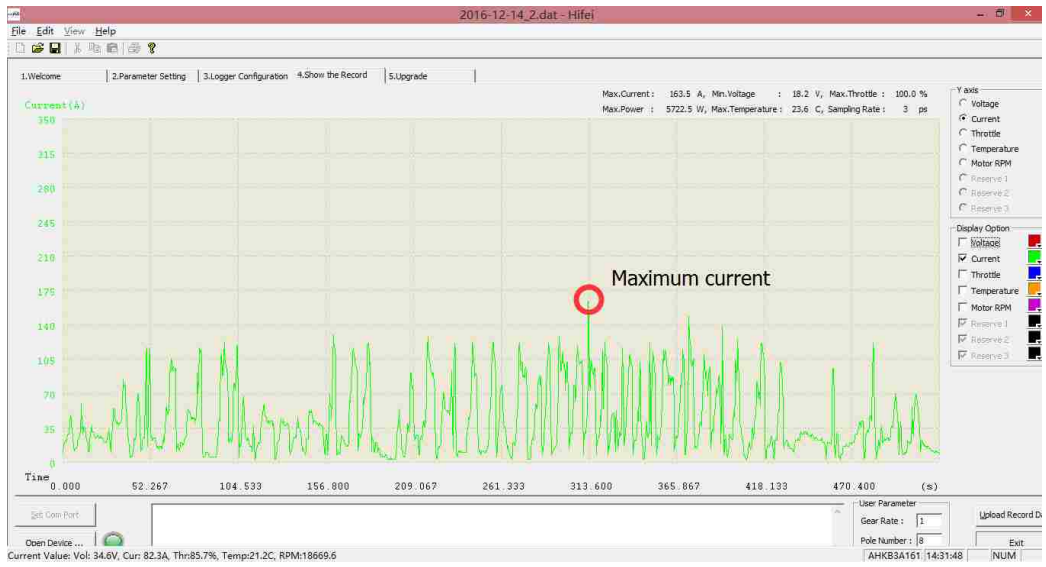 2016-12-14_2.dat - Hifei
File Edit View Help
1.Welcome 2.Parameter Setting 3.Logger Configuration 4.Show the Record 5.Upgrade
Max.Current : 163.5 A, Min.Voltage : 18.2 V, Max.Throttle : 100.0 %
Max.Power : 5722.5 W, Max.Temperature : 23.6 C, Sampling Rate : 3 ps
Current(A)
350
315
280
245
210
175
140
105
70
35
0
Maximum current
Time
0.000 52.267 104.533 156.800 209.067 261.333 313.600 365.867 418.133 470.400 (s)
Y axis
Voltage
Current
Throttle
Temperature
Motor RPM
Reserve 1
Reserve 2
Reserve 3
Display Option
Voltage
Current
Throttle
Temperature
Motor RPM
Reserve 1
Reserve 2
Reserve 3
Set Com Port
Open Device ...
User Parameter
Gear Rate : 1
Pole Number : 8
Upload Record Da
Exit
Current Value: Vol: 34.6V, Cur: 82.3A, Thr:85.7%, Temp:21.2C, RPM:18669.6
AHKB3A161 14:31:48 NUM